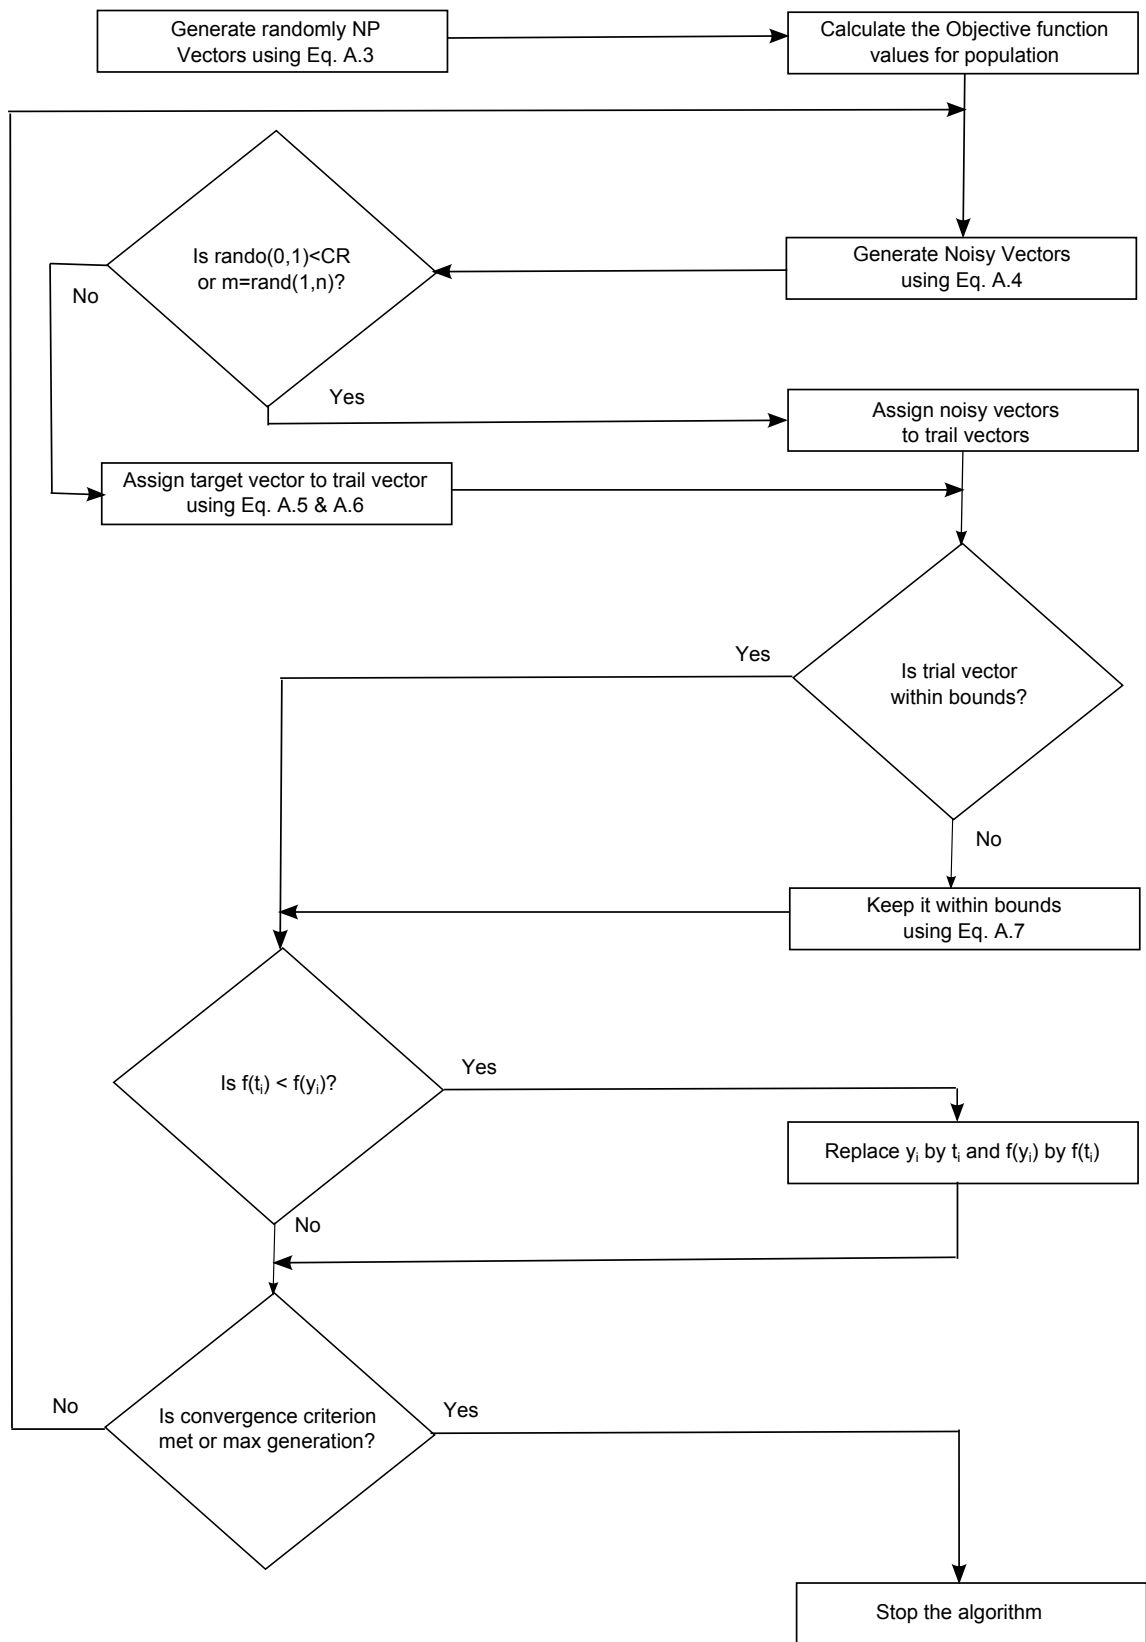 Generate randomly NP
Vectors using Eq. A.3
Calculate the Objective function
values for population
Is rando(0,1)<CR
or m=rand(1,n)?
Generate Noisy Vectors
using Eq. A.4
No
Yes
Assign noisy vectors
to trail vectors
Assign target vector to trail vector
using Eq. A.5 & A.6
Yes
Is trial vector
within bounds?
No
Keep it within bounds
using Eq. A.7
Is f(tᵢ) < f(yᵢ)?
Yes
Replace yᵢ by tᵢ and f(yᵢ) by f(tᵢ)
No
No
Is convergence criterion
met or max generation?
Yes
Stop the algorithm